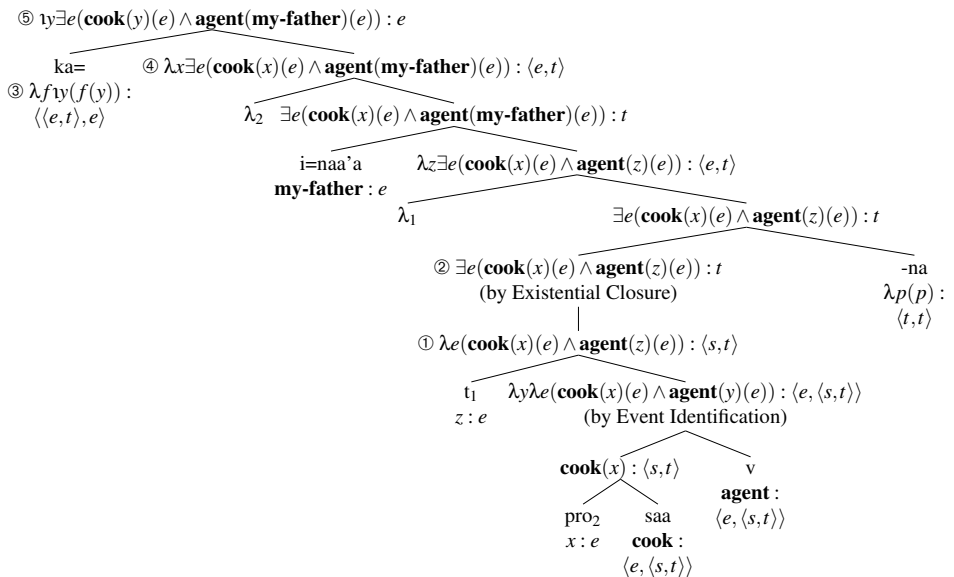 ⑤ ιy∃e(cook(y)(e) ∧ agent(my-father)(e)) : e
ka= ④ λx∃e(cook(x)(e) ∧ agent(my-father)(e)) : ⟨e,t⟩
③ λfιy(f(y)) :
⟨⟨e,t⟩,e⟩
λ₂ ∃e(cook(x)(e) ∧ agent(my-father)(e)) : t
i=naa'a λz∃e(cook(x)(e) ∧ agent(z)(e)) : ⟨e,t⟩
my-father : e
λ₁ ∃e(cook(x)(e) ∧ agent(z)(e)) : t
② ∃e(cook(x)(e) ∧ agent(z)(e)) : t -na
(by Existential Closure) λp(p) :
⟨t,t⟩
① λe(cook(x)(e) ∧ agent(z)(e)) : ⟨s,t⟩
t₁ λyλe(cook(x)(e) ∧ agent(y)(e)) : ⟨e,⟨s,t⟩⟩
z : e (by Event Identification)
cook(x) : ⟨s,t⟩ v
agent :
⟨e,⟨s,t⟩⟩
pro₂ saa
x : e cook :
⟨e,⟨s,t⟩⟩